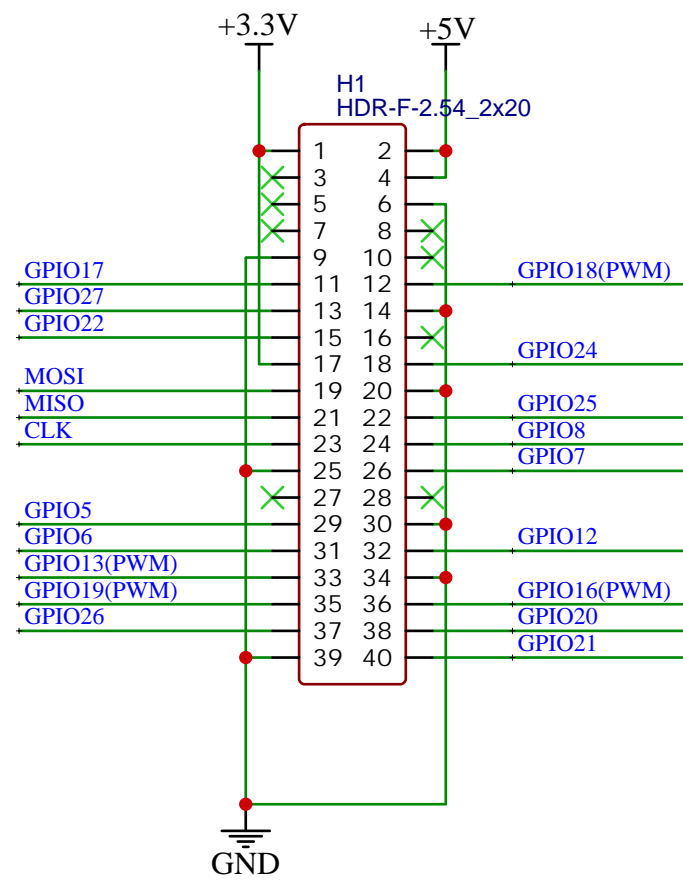 +3.3V
+5V
H1
HDR-F-2.54_2x20
1 2
3 4
5 6
7 8
9 10
GPIO17 11 12 GPIO18(PWM)
GPIO27 13 14
GPIO22 15 16
17 18 GPIO24
MOSI 19 20
MISO 21 22 GPIO25
CLK 23 24 GPIO8
25 26 GPIO7
27 28
GPIO5 29 30
GPIO6 31 32 GPIO12
GPIO13(PWM) 33 34
GPIO19(PWM) 35 36 GPIO16(PWM)
GPIO26 37 38 GPIO20
39 40 GPIO21
GND